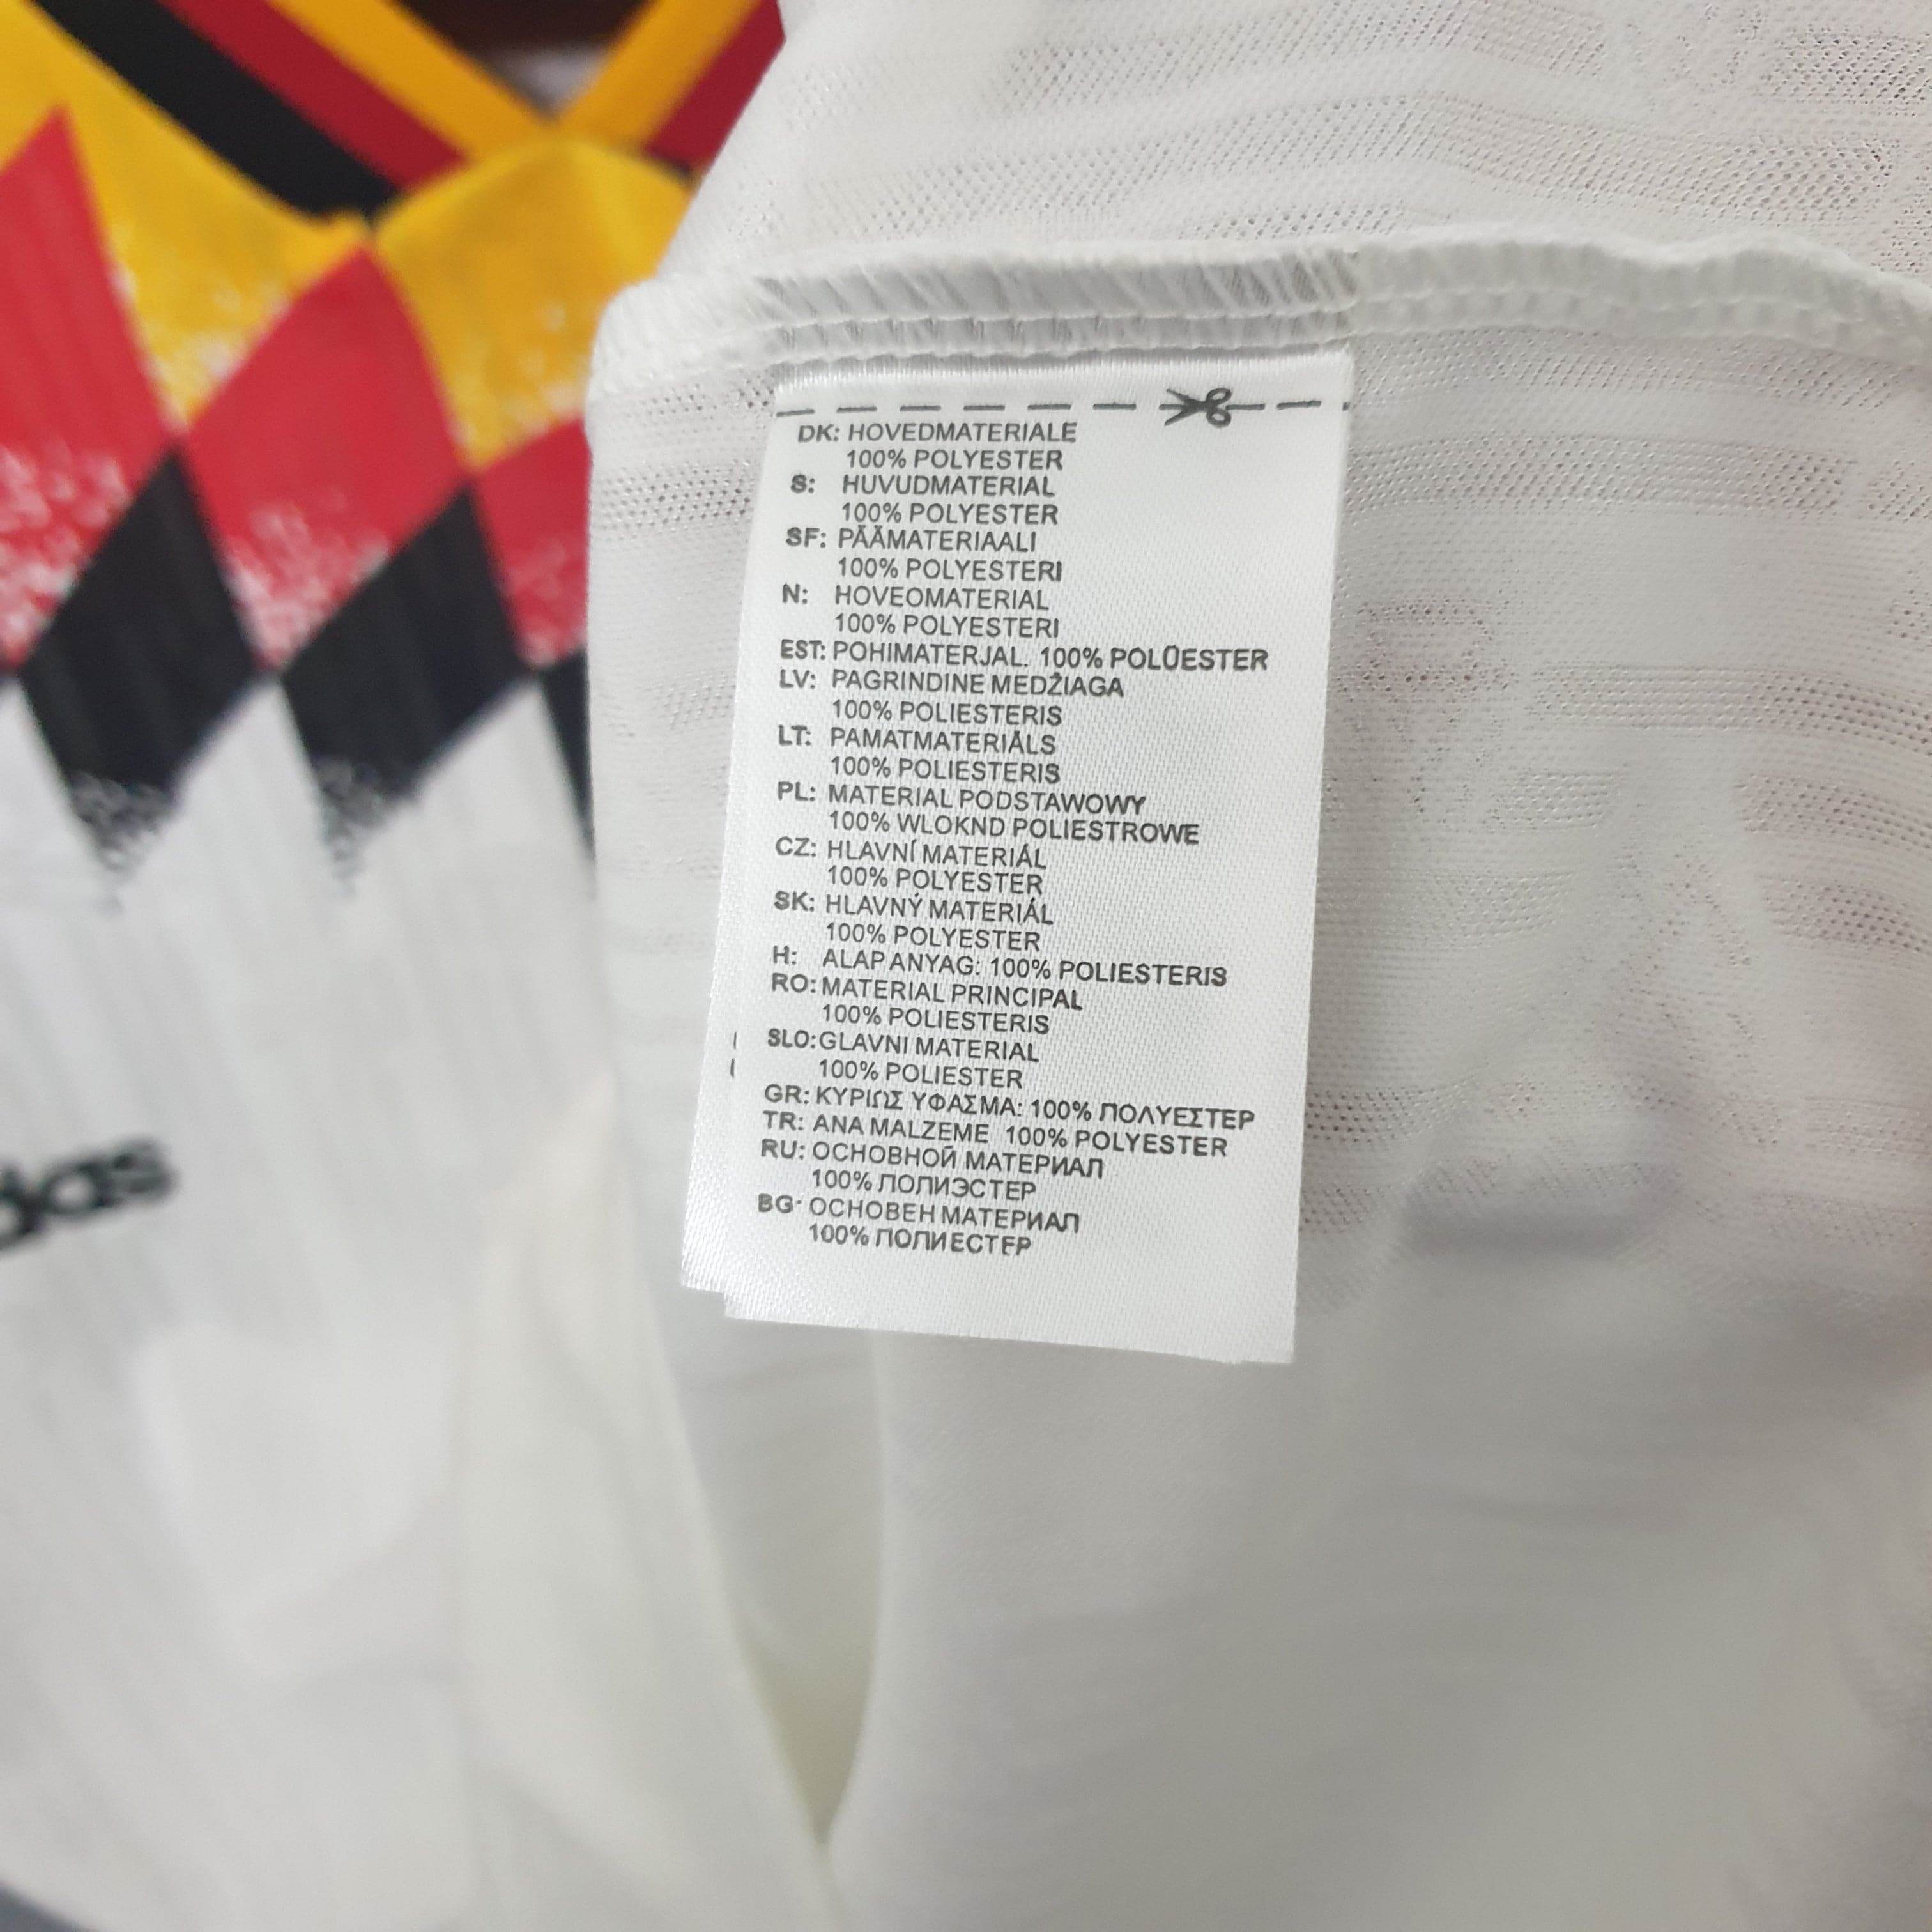 DK: HOVEDMATERIALE
100% POLYESTER
S: HUVUDMATERIAL
100% POLYESTER
SF: PÄÄMATERIAALI
100% POLYESTERI
N: HOVEOMATERIAL
100% POLYESTERI
EST: POHIMATERJAL. 100% POLÜESTER
LV: PAGRINDINE MEDŽIAGA
100% POLIESTERIS
LT: PAMATMATERIĀLS
100% POLIESTERIS
PL: MATERIAL PODSTAWOWY
100% WLOKND POLIESTROWE
CZ: HLAVNÍ MATERIÁL
100% POLYESTER
SK: HLAVNÝ MATERIÁL
100% POLYESTER
H: ALAP ANYAG: 100% POLIESTERIS
RO: MATERIAL PRINCIPAL
100% POLIESTERIS
SLO: GLAVNI MATERIAL
100% POLIESTER
GR: ΚΥΡΙΩΣ ΥΦΑΣΜΑ: 100% ΠΟΛΥΕΣΤΕΡ
TR: ANA MALZEME 100% POLYESTER
RU: ОСНОВНОЙ МАТЕРИАЛ
100% ПОЛИЭСТЕР
BG: ОСНОВЕН МАТЕРИАЛ
100% ПОЛИЕСТЕР